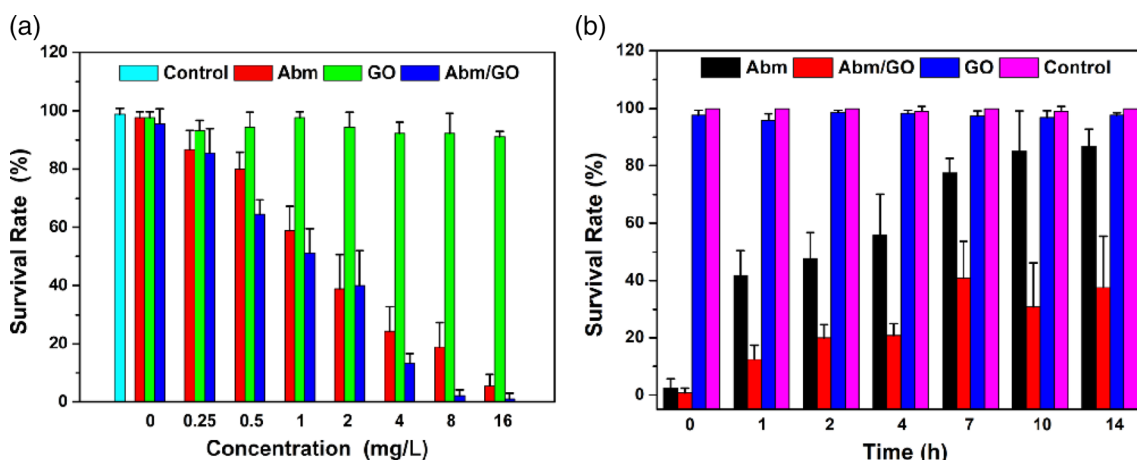 (a)
120
100
80
60
40
20
0
Survival Rate (%)
Control Abm GO Abm/GO
0 0.25 0.5 1 2 4 8 16
Concentration (mg/L)
(b)
120
100
80
60
40
20
0
Survival Rate (%)
Abm Abm/GO GO Control
0 1 2 4 7 10 14
Time (h)